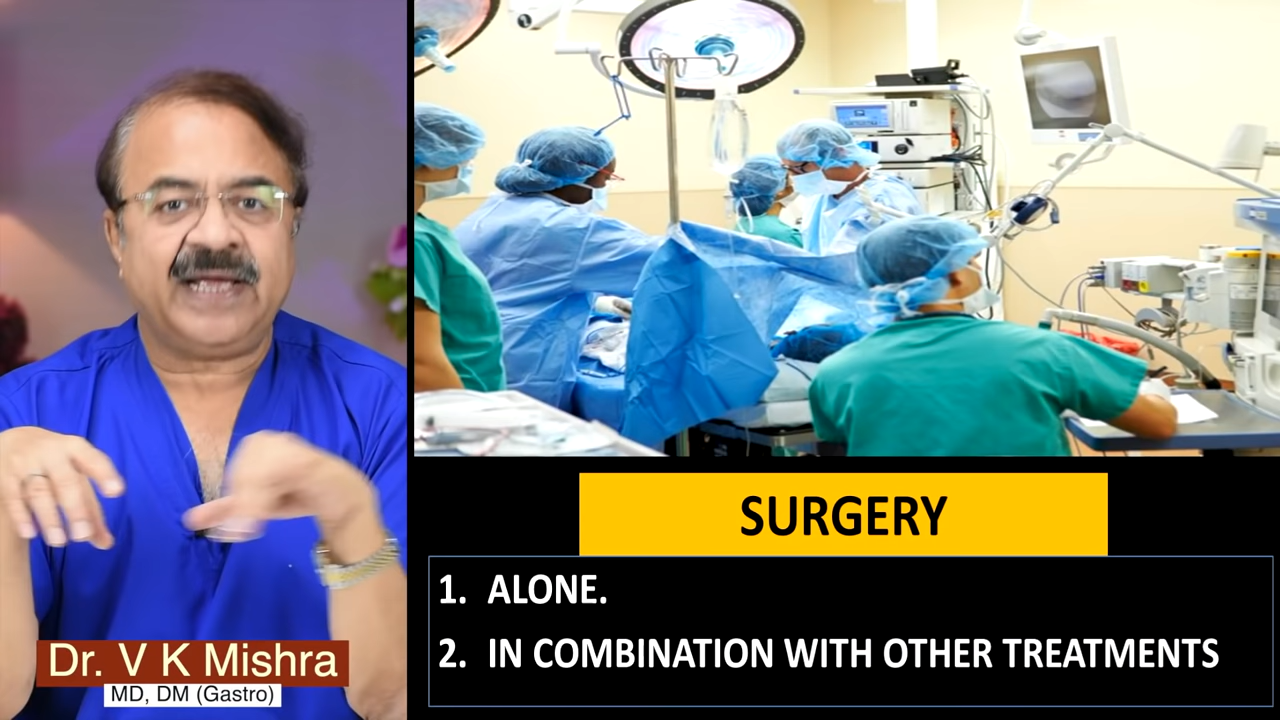 SURGERY
1. ALONE.
2. IN COMBINATION WITH OTHER TREATMENTS
Dr. V K Mishra
MD, DM (Gastro)